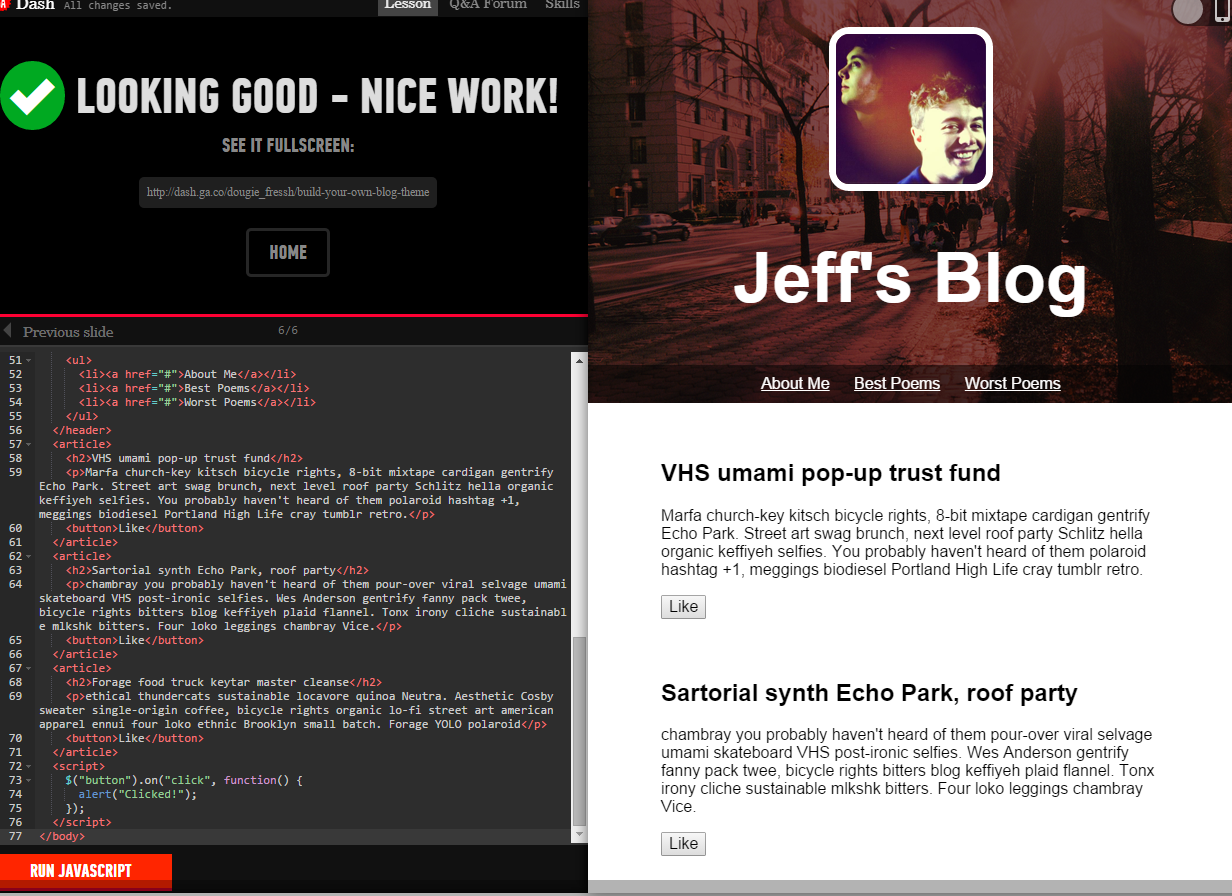 Dash All changes saved. Lesson Q&A Forum Skills
LOOKING GOOD - NICE WORK!
SEE IT FULLSCREEN:
http://dash.ga.co/dougie_fressh/build-your-own-blog-theme
HOME
Previous slide 6/6
51 <ul>
52 <li><a href="#">About Me</a></li>
53 <li><a href="#">Best Poems</a></li>
54 <li><a href="#">Worst Poems</a></li>
55 </ul>
56 </header>
57 <article>
58 <h2>VHS umami pop-up trust fund</h2>
59 <p>Marfa church-key kitsch bicycle rights, 8-bit mixtape cardigan gentrify
Echo Park. Street art swag brunch, next level roof party Schlitz hella organic
keffiyeh selfies. You probably haven't heard of them polaroid hashtag +1,
meggings biodiesel Portland High Life cray tumblr retro.</p>
60 <button>Like</button>
61 </article>
62 <article>
63 <h2>Sartorial synth Echo Park, roof party</h2>
64 <p>chambray you probably haven't heard of them pour-over viral selvage umami
skateboard VHS post-ironic selfies. Wes Anderson gentrify fanny pack twee,
bicycle rights bitters blog keffiyeh plaid flannel. Tonx irony cliche sustainabl
e mlkshk bitters. Four loko leggings chambray Vice.</p>
65 <button>Like</button>
66 </article>
67 <article>
68 <h2>Forage food truck keytar master cleanse</h2>
69 <p>ethical thundercats sustainable locavore quinoa Neutra. Aesthetic Cosby
sweater single-origin coffee, bicycle rights organic lo-fi street art american
apparel ennui four loko ethnic Brooklyn small batch. Forage YOLO polaroid</p>
70 <button>Like</button>
71 </article>
72 <script>
73 $("button").on("click", function() {
74 alert("Clicked!");
75 });
76 </script>
77 </body>
RUN JAVASCRIPT
Jeff's Blog
About Me Best Poems Worst Poems
VHS umami pop-up trust fund
Marfa church-key kitsch bicycle rights, 8-bit mixtape cardigan gentrify
Echo Park. Street art swag brunch, next level roof party Schlitz hella
organic keffiyeh selfies. You probably haven't heard of them polaroid
hashtag +1, meggings biodiesel Portland High Life cray tumblr retro.
Like
Sartorial synth Echo Park, roof party
chambray you probably haven't heard of them pour-over viral selvage
umami skateboard VHS post-ironic selfies. Wes Anderson gentrify
fanny pack twee, bicycle rights bitters blog keffiyeh plaid flannel. Tonx
irony cliche sustainable mlkshk bitters. Four loko leggings chambray
Vice.
Like